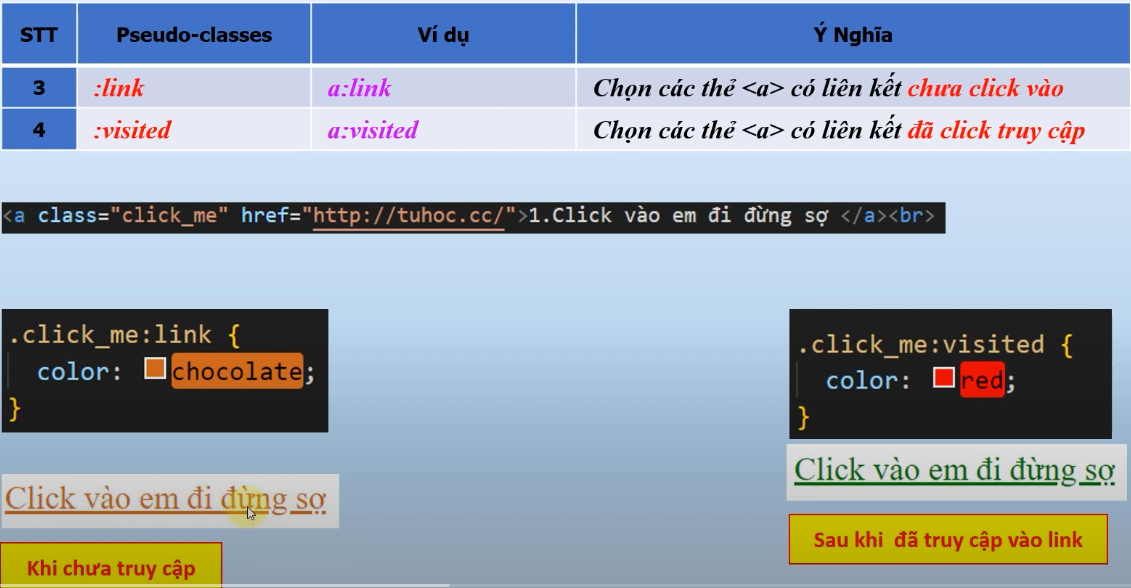 STT Pseudo-classes Ví dụ Ý Nghĩa
3 :link a:link Chọn các thẻ <a> có liên kết chưa click vào
4 :visited a:visited Chọn các thẻ <a> có liên kết đã click truy cập
<a class="click_me" href="http://tuhoc.cc/">1.Click vào em đi đừng sợ </a><br>
.click_me:link {
color: chocolate;
}
Click vào em đi đừng sợ
Khi chưa truy cập
.click_me:visited {
color: red;
}
Click vào em đi đừng sợ
Sau khi đã truy cập vào link